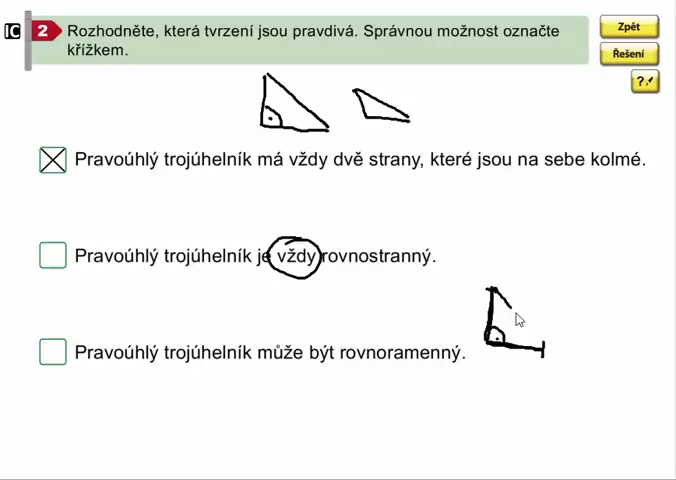 2 Rozhodněte, která tvrzení jsou pravdivá. Správnou možnost označte
křížkem.
Zpět
Řešení
?
Pravoúhlý trojúhelník má vždy dvě strany, které jsou na sebe kolmé.
Pravoúhlý trojúhelník je vždy rovnostranný.
Pravoúhlý trojúhelník může být rovnoramenný.